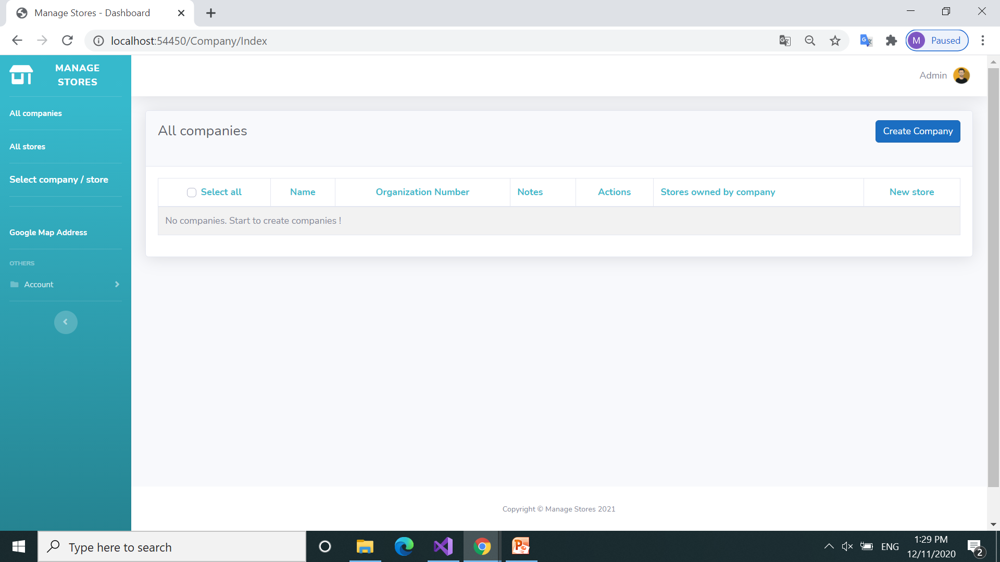 Manage Stores - Dashboard
localhost:54450/Company/Index
M Paused
MANAGE
STORES
Admin
All companies
All stores
Select company / store
Google Map Address
OTHERS
Account
All companies
Create Company
Select all Name Organization Number Notes Actions Stores owned by company New store
No companies. Start to create companies !
Copyright © Manage Stores 2021
Type here to search
ENG
1:29 PM
12/11/2020
2